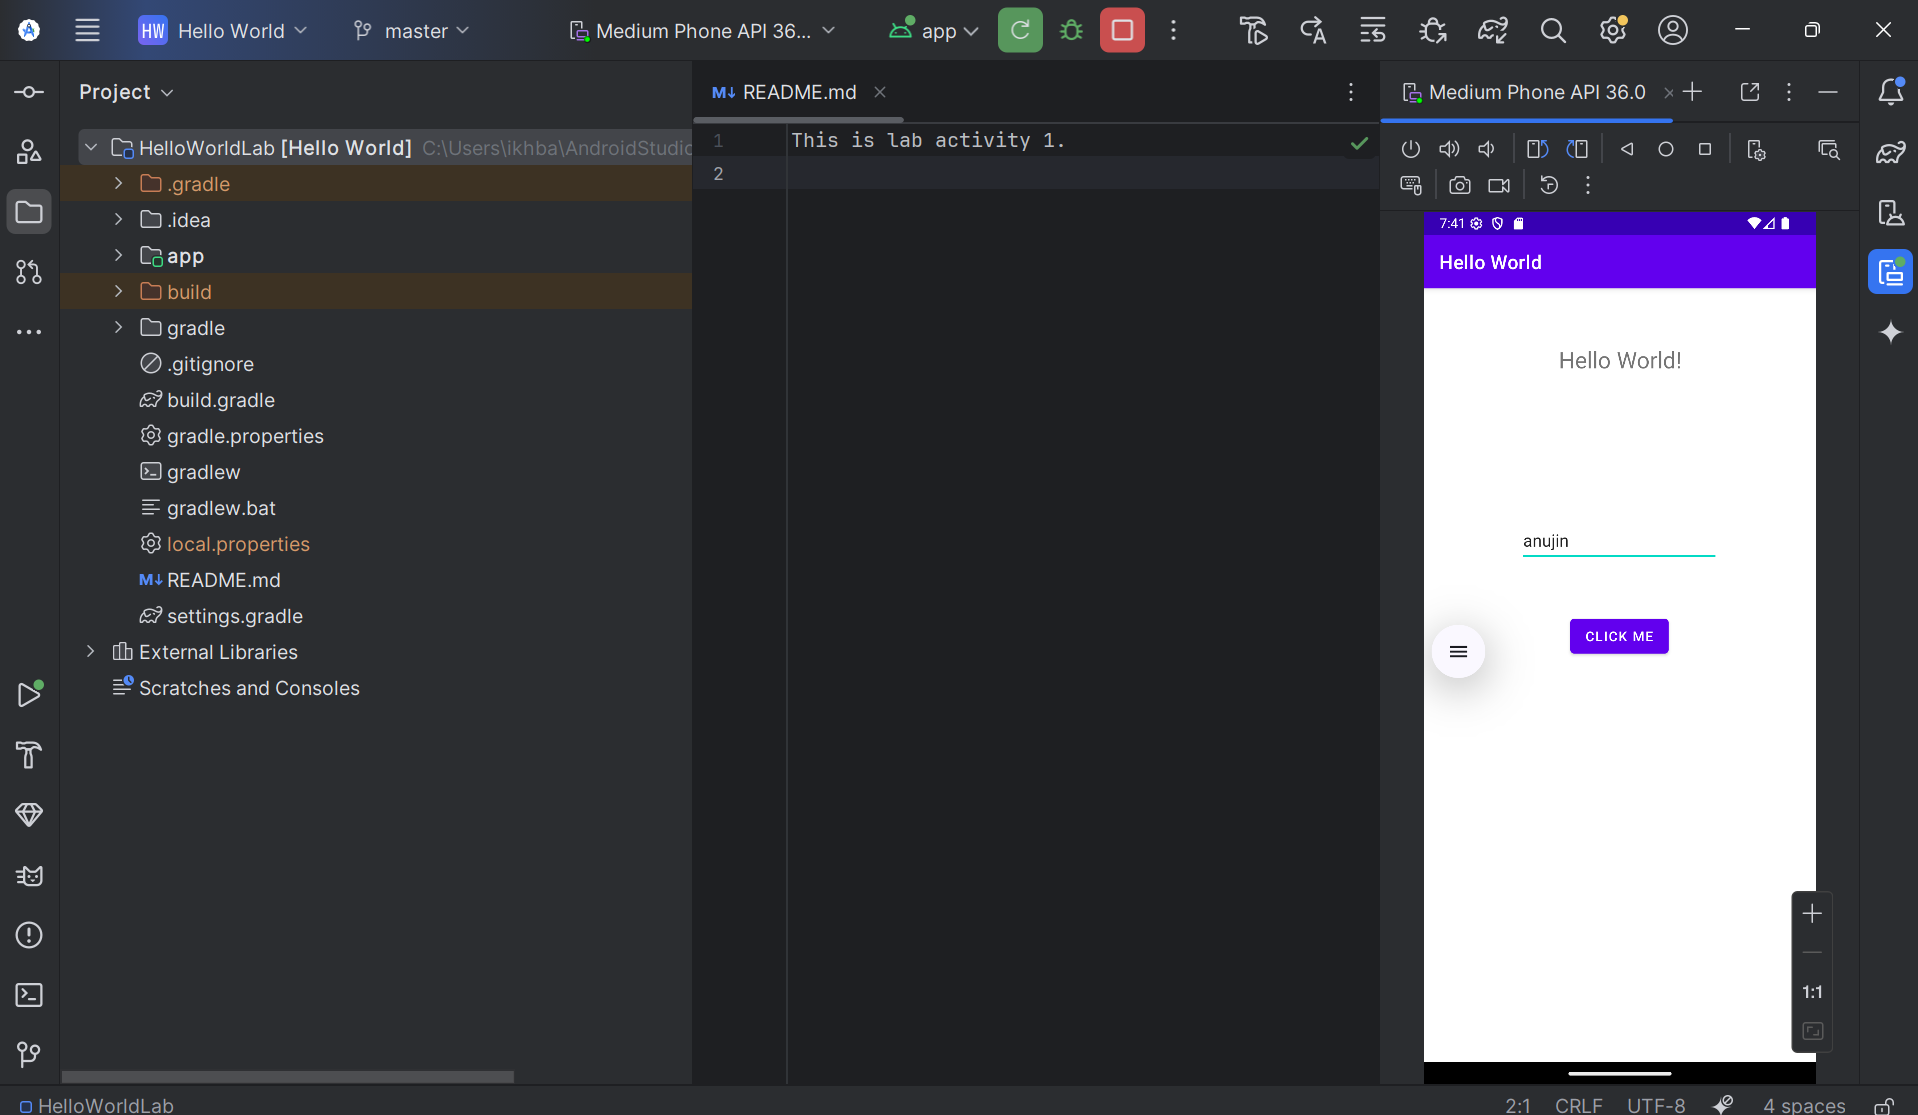 HW Hello World master Medium Phone API 36... app
Project
README.md
Medium Phone API 36.0
HelloWorldLab [Hello World] C:\Users\ikhba\AndroidStudio
.gradle
.idea
app
build
gradle
.gitignore
build.gradle
gradle.properties
gradlew
gradlew.bat
local.properties
README.md
settings.gradle
External Libraries
Scratches and Consoles
1 This is lab activity 1.
2
7:41
Hello World
Hello World!
anujin
CLICK ME
1:1
HelloWorldLab
2:1 CRLF UTF-8 4 spaces